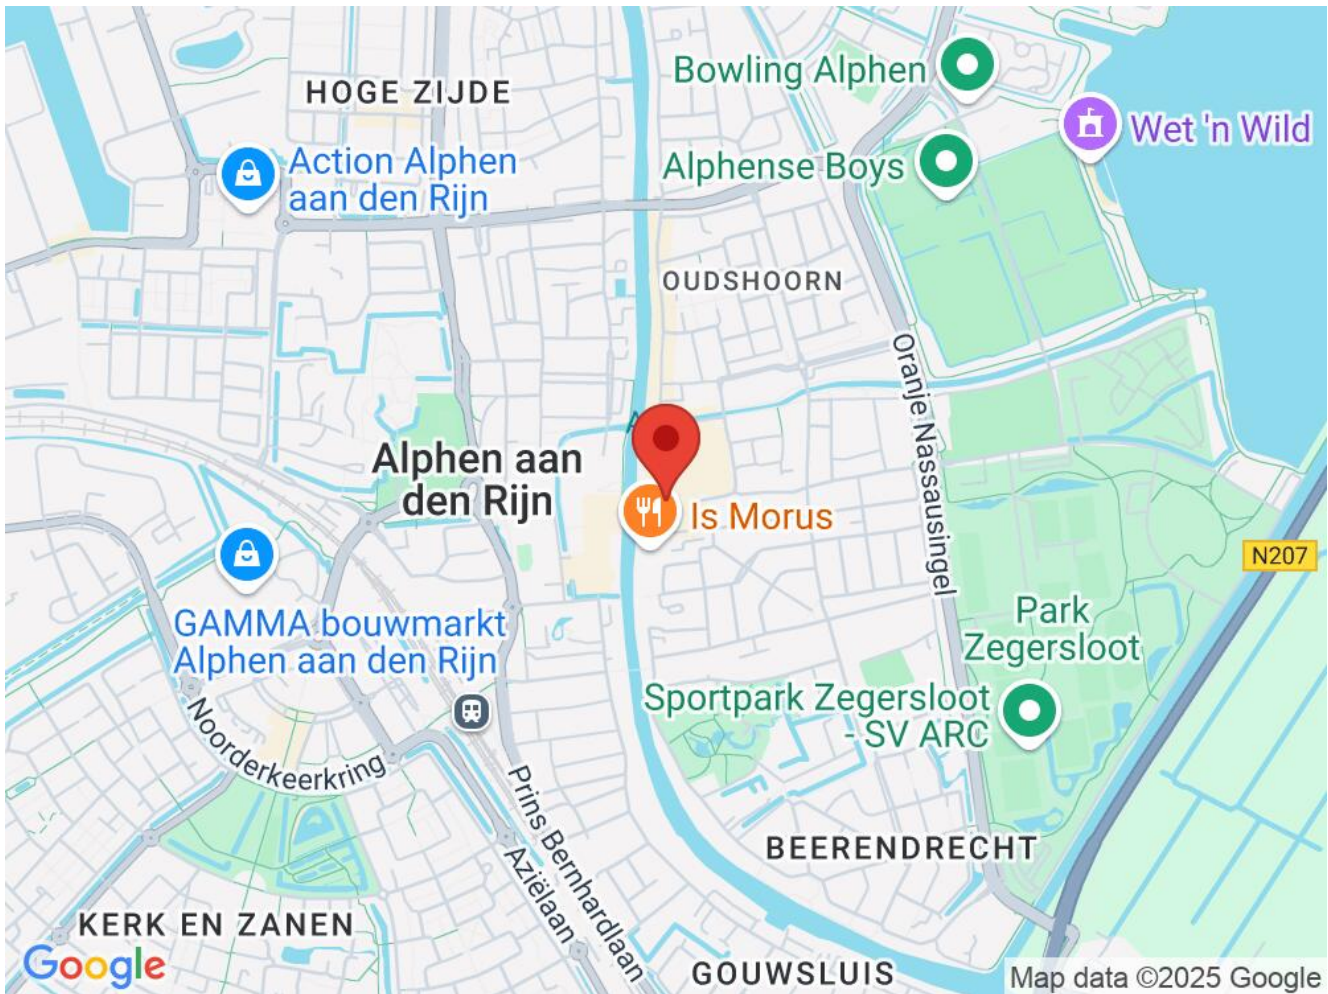 HOGE ZIJDE
Bowling Alphen
Wet 'n Wild
Action Alphen
aan den Rijn
Alphense Boys
OUDSHOORN
Oranje Nassausingel
Alphen aan
den Rijn
Is Morus
N207
GAMMA bouwmarkt
Alphen aan den Rijn
Park
Zegersloot
Sportpark Zegersloot
- SV ARC
Noorderkeerkring
Prins Bernhardlaan
Aziëlaan
BEERENDRECHT
KERK EN ZANEN
GOUWSLUIS
Google
Map data ©2025 Google